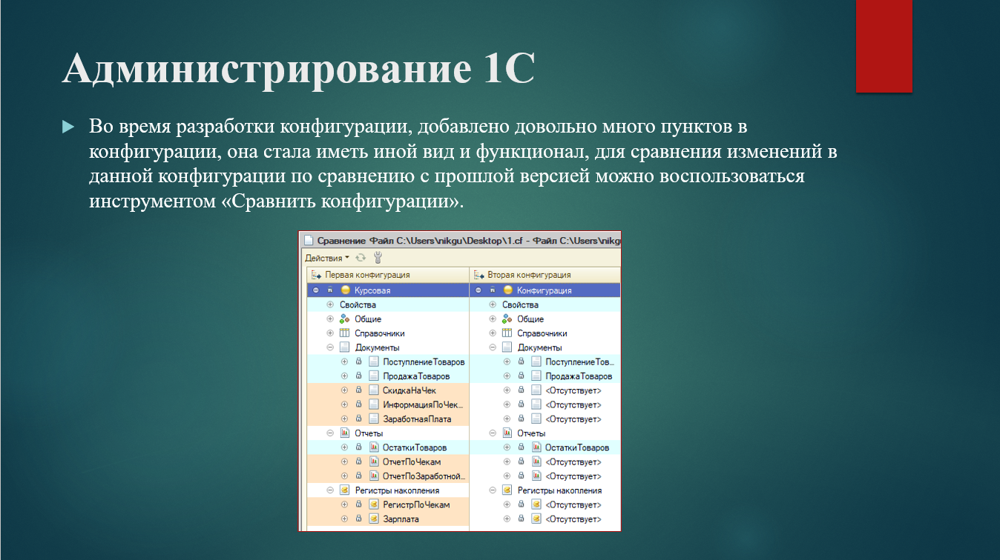 Администрирование 1С
Во время разработки конфигурации, добавлено довольно много пунктов в
конфигурации, она стала иметь иной вид и функционал, для сравнения изменений в
данной конфигурации по сравнению с прошлой версией можно воспользоваться
инструментом «Сравнить конфигурации».
Сравнение Файл C:\Users\nikgu\Desktop\1.cf - Файл C:\Users\nikgu
Действия
Первая конфигурация Вторая конфигурация
Курсовая Конфигурация
Свойства Свойства
Общие Общие
Справочники Справочники
Документы Документы
ПоступлениеТоваров ПоступлениеТов...
ПродажаТоваров ПродажаТоваров
СкидкаНаЧек <Отсутствует>
ИнформацияПоЧек... <Отсутствует>
ЗаработнаяПлата <Отсутствует>
Отчеты Отчеты
ОстаткиТоваров ОстаткиТоваров
ОтчетПоЧекам <Отсутствует>
ОтчетПоЗаработной... <Отсутствует>
Регистры накопления Регистры накопления
РегистрПоЧекам <Отсутствует>
Зарплата <Отсутствует>